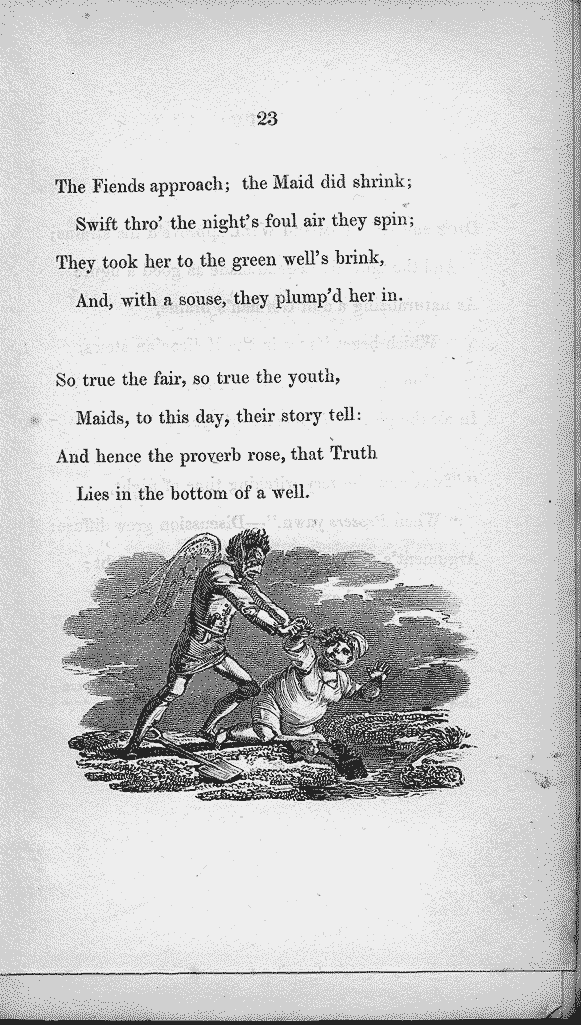 23
The Fiends approach; the Maid did shrink;
Swift thro' the night's foul air they spin;
They took her to the green well's brink,
And, with a souse, they plump'd her in.
So true the fair, so true the youth,
Maids, to this day, their story tell:
And hence the proverb rose, that Truth
Lies in the bottom of a well.